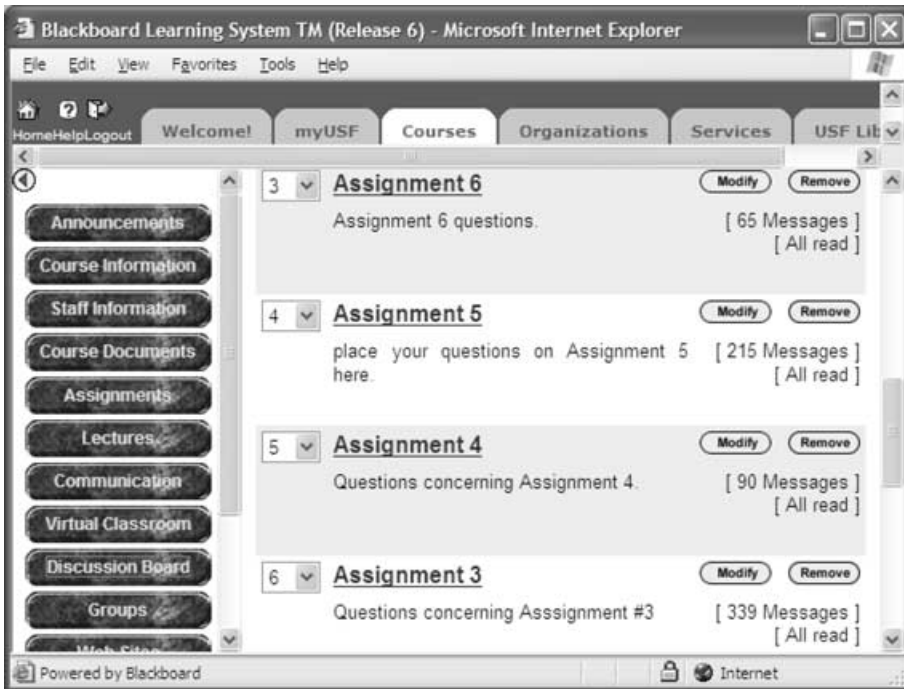 Blackboard Learning System TM (Release 6) - Microsoft Internet Explorer
File Edit View Favorites Tools Help
Home Help Logout Welcome! myUSF Courses Organizations Services USF Lib
Announcements
Course Information
Staff Information
Course Documents
Assignments
Lectures
Communication
Virtual Classroom
Discussion Board
Groups
3 Assignment 6 Modify Remove
Assignment 6 questions. [ 65 Messages ]
[ All read ]
4 Assignment 5 Modify Remove
place your questions on Assignment 5 [ 215 Messages ]
here. [ All read ]
5 Assignment 4 Modify Remove
Questions concerning Assignment 4. [ 90 Messages ]
[ All read ]
6 Assignment 3 Modify Remove
Questions concerning Asssignment #3 [ 339 Messages ]
[ All read ]
Powered by Blackboard Internet